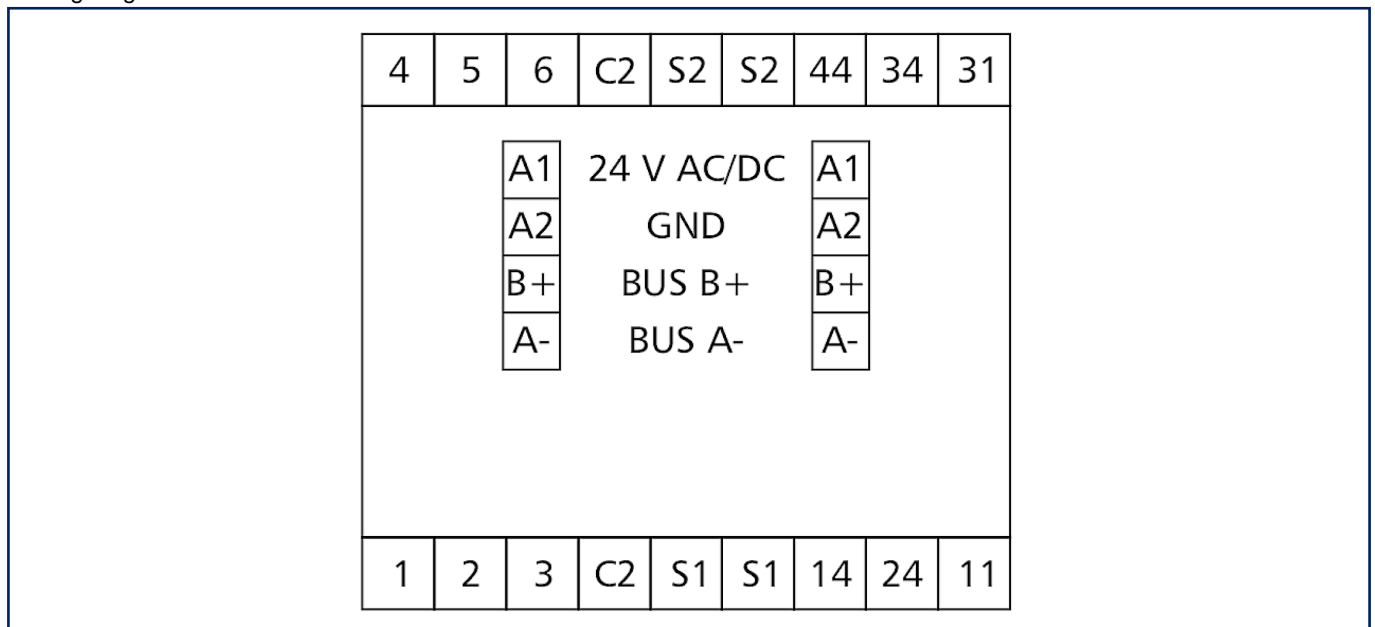 4 5 6 C2 S2 S2 44 34 31
A1 24 V AC/DC A1
A2 GND A2
B+ BUS B+ B+
A- BUS A- A-
1 2 3 C2 S1 S1 14 24 11